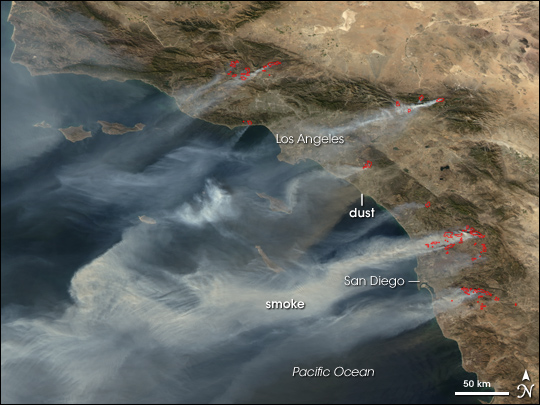 Los Angeles
dust
San Diego
smoke
Pacific Ocean
50 km
N